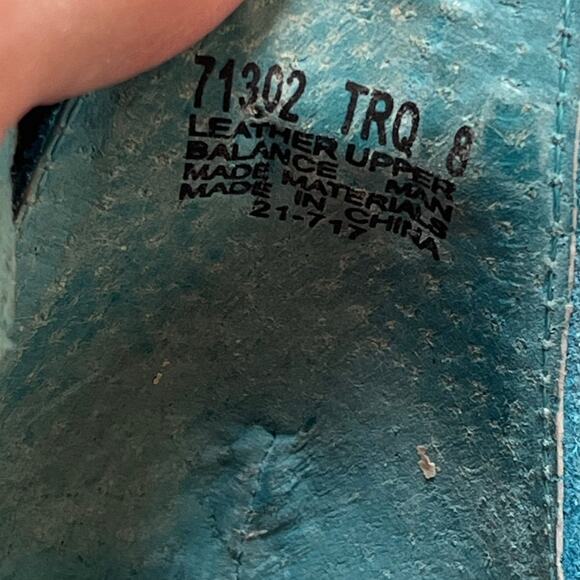 71302 TRQ 8
LEATHER UPPER
BALANCE MAN
MADE MATERIALS
MADE IN CHINA
21-717